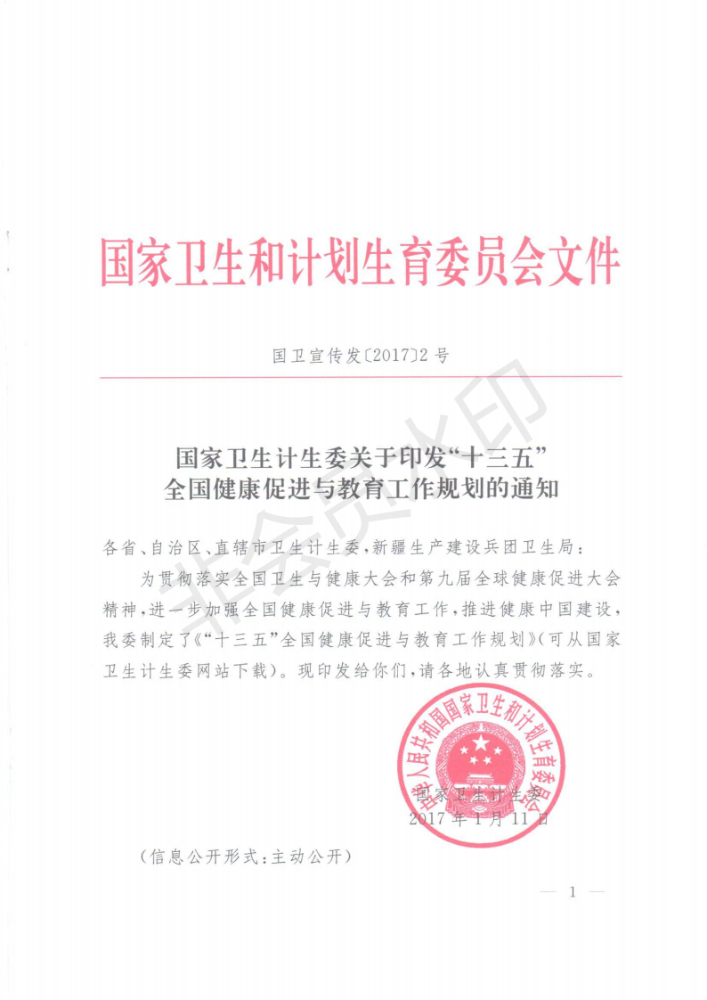 国家卫生和计划生育委员会文件
国卫宣传发〔2017〕2号
国家卫生计生委关于印发“十三五”
全国健康促进与教育工作规划的通知
各省、自治区、直辖市卫生计生委,新疆生产建设兵团卫生局:
为贯彻落实全国卫生与健康大会和第九届全球健康促进大会
精神,进一步加强全国健康促进与教育工作,推进健康中国建设,
我委制定了《“十三五”全国健康促进与教育工作规划》(可从国家
卫生计生委网站下载)。现印发给你们,请各地认真贯彻落实。
中华人民共和国国家卫生和计划生育委员会
国家卫生计生委
2017年1月11日
(信息公开形式:主动公开)
— 1 —
非会员水印